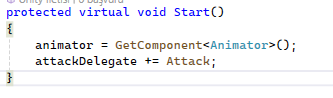 protected virtual void Start()
{
animator = GetComponent<Animator>();
attackDelegate += Attack;
}